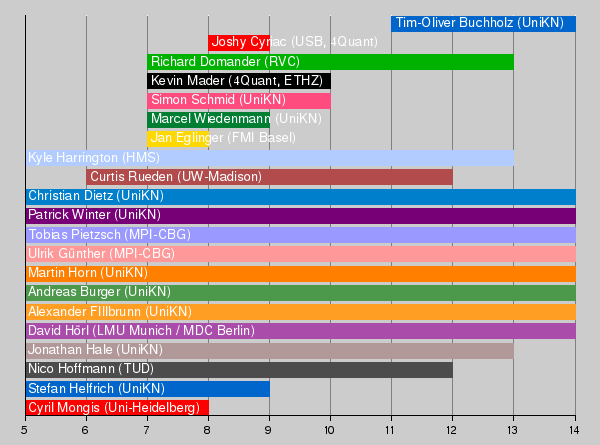 Tim-Oliver Buchholz (UniKN)
Joshy Cyriac (USB, 4Quant)
Richard Domander (RVC)
Kevin Mader (4Quant, ETHZ)
Simon Schmid (UniKN)
Marcel Wiedenmann (UniKN)
Jan Eglinger (FMI Basel)
Kyle Harrington (HMS)
Curtis Rueden (UW-Madison)
Christian Dietz (UniKN)
Patrick Winter (UniKN)
Tobias Pietzsch (MPI-CBG)
Ulrik Günther (MPI-CBG)
Martin Horn (UniKN)
Andreas Burger (UniKN)
Alexander FIllbrunn (UniKN)
David Hörl (LMU Munich / MDC Berlin)
Jonathan Hale (UniKN)
Nico Hoffmann (TUD)
Stefan Helfrich (UniKN)
Cyril Mongis (Uni-Heidelberg)
5 6 7 8 9 10 11 12 13 14